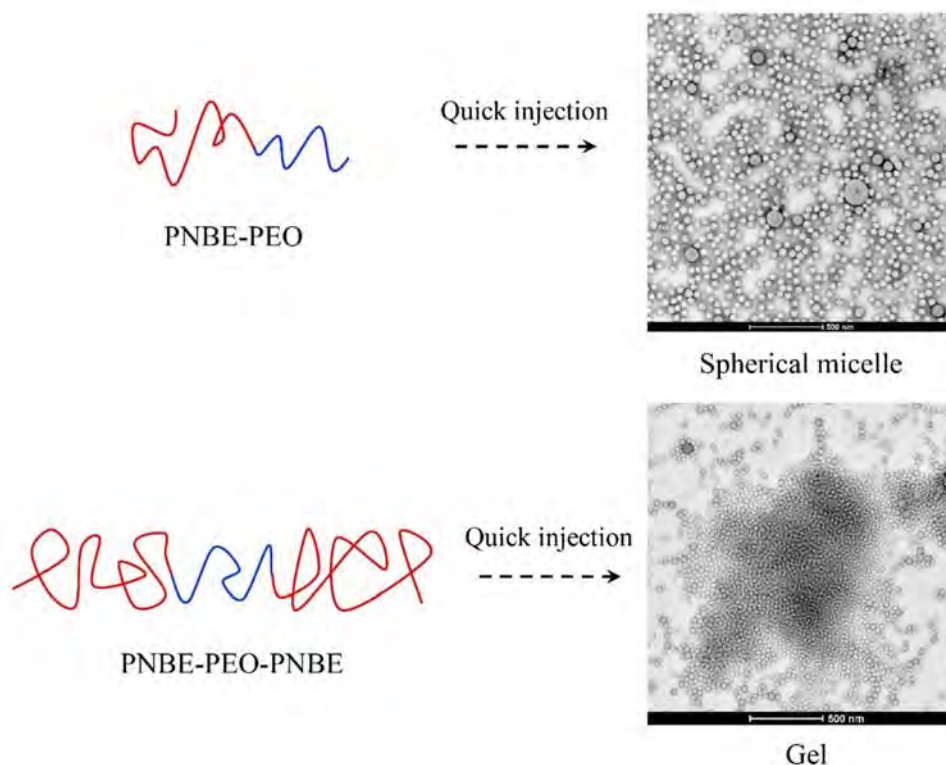 Quick injection
PNBE-PEO
500 nm
Spherical micelle
Quick injection
PNBE-PEO-PNBE
500 nm
Gel